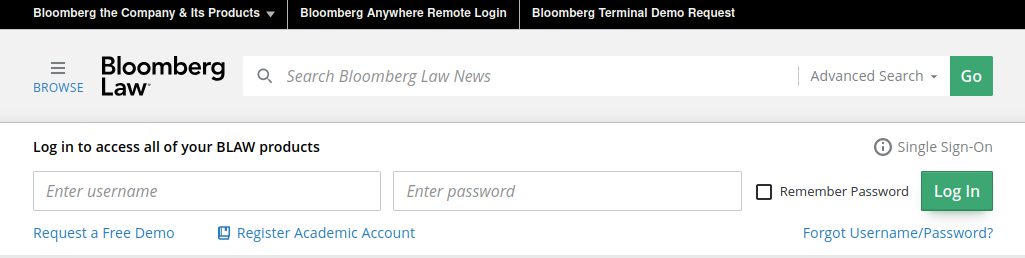 Bloomberg the Company & Its Products Bloomberg Anywhere Remote Login Bloomberg Terminal Demo Request
BROWSE
Bloomberg
Law
Search Bloomberg Law News Advanced Search Go
Log in to access all of your BLAW products Single Sign-On
Enter username Enter password Remember Password Log In
Request a Free Demo Register Academic Account Forgot Username/Password?